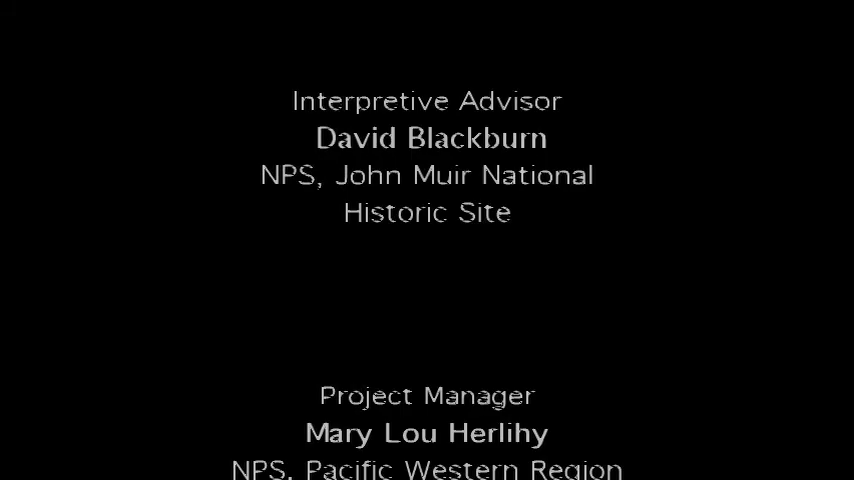 Interpretive Advisor
David Blackburn
NPS, John Muir National
Historic Site
Project Manager
Mary Lou Herlihy
NPS, Pacific Western Region